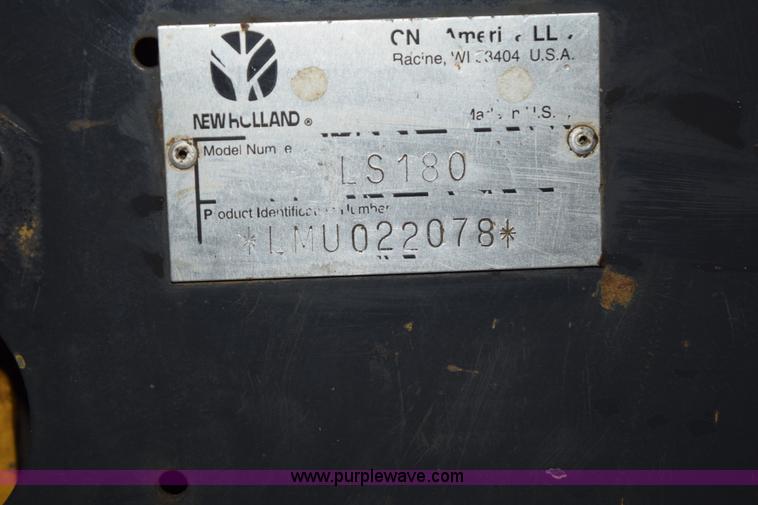 CN Ameri LL
Racine, WI 53404 U.S.A.
NEW HOLLAND ®
Made in U.S.
Model Num e
LS180
Product Identification Number
*LMU022078*
www.purplewave.com